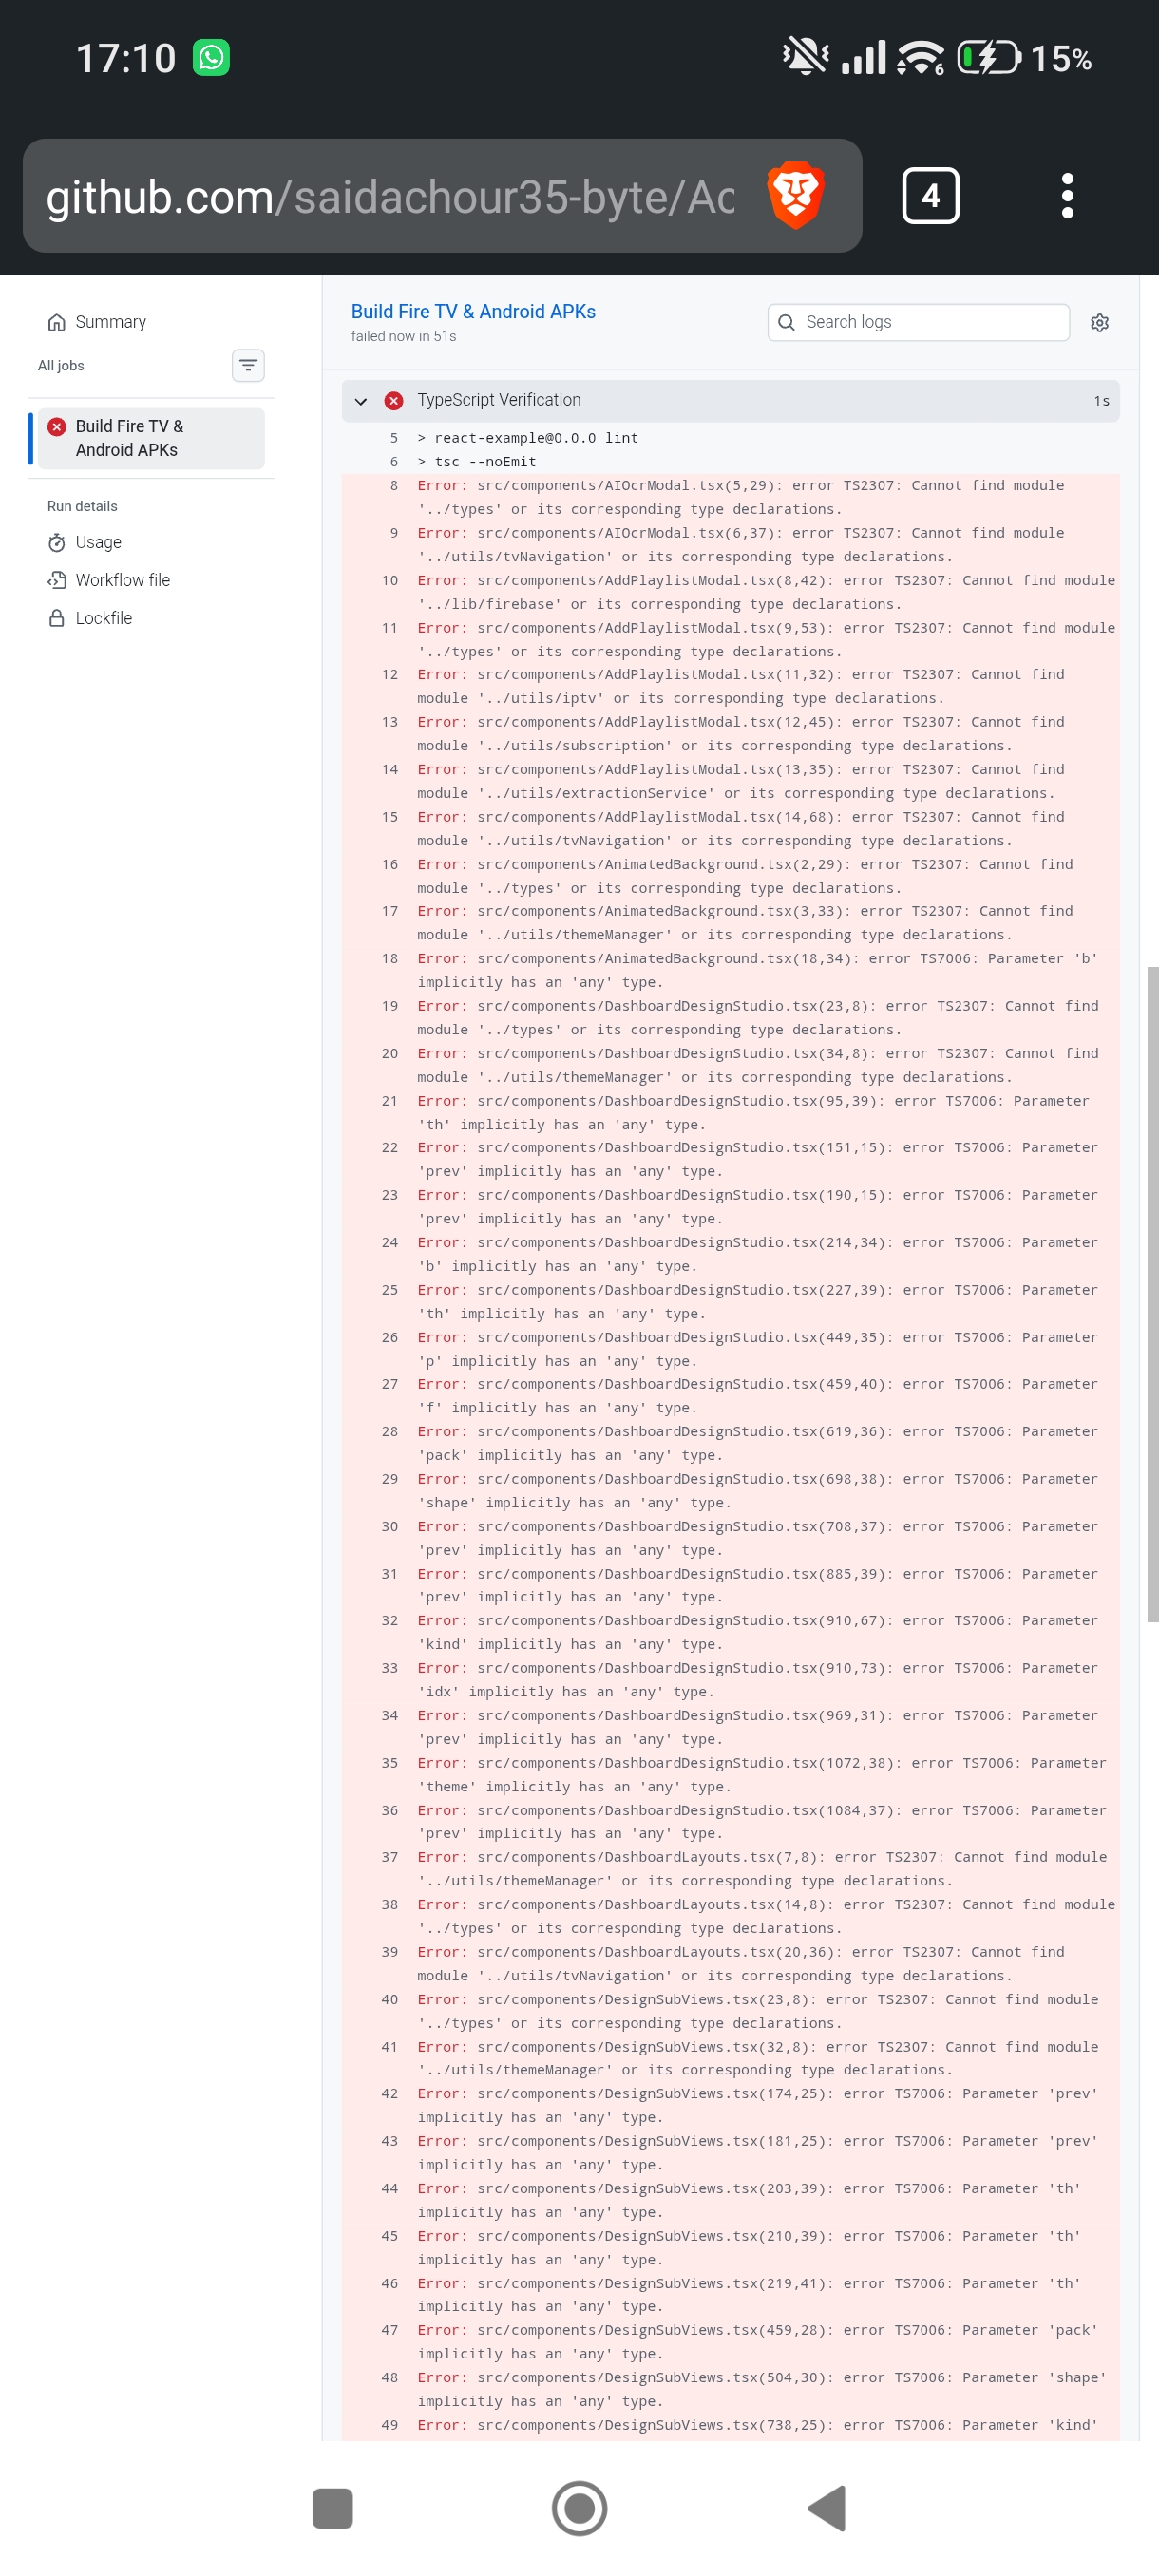 17:10
6
15%
github.com/saidachour35-byte/Ac
4
Summary
All jobs
Build Fire TV &
Android APKs
Run details
Usage
Workflow file
Lockfile
Build Fire TV & Android APKs
failed now in 51s
Search logs
TypeScript Verification
1s
5 > react-example@0.0.0 lint
6 > tsc --noEmit
8 Error: src/components/AIOcrModal.tsx(5,29): error TS2307: Cannot find module
'../types' or its corresponding type declarations.
9 Error: src/components/AIOcrModal.tsx(6,37): error TS2307: Cannot find module
'../utils/tvNavigation' or its corresponding type declarations.
10 Error: src/components/AddPlaylistModal.tsx(8,42): error TS2307: Cannot find module
'../lib/firebase' or its corresponding type declarations.
11 Error: src/components/AddPlaylistModal.tsx(9,53): error TS2307: Cannot find module
'../types' or its corresponding type declarations.
12 Error: src/components/AddPlaylistModal.tsx(11,32): error TS2307: Cannot find
module '../utils/iptv' or its corresponding type declarations.
13 Error: src/components/AddPlaylistModal.tsx(12,45): error TS2307: Cannot find
module '../utils/subscription' or its corresponding type declarations.
14 Error: src/components/AddPlaylistModal.tsx(13,35): error TS2307: Cannot find
module '../utils/extractionService' or its corresponding type declarations.
15 Error: src/components/AddPlaylistModal.tsx(14,68): error TS2307: Cannot find
module '../utils/tvNavigation' or its corresponding type declarations.
16 Error: src/components/AnimatedBackground.tsx(2,29): error TS2307: Cannot find
module '../types' or its corresponding type declarations.
17 Error: src/components/AnimatedBackground.tsx(3,33): error TS2307: Cannot find
module '../utils/themeManager' or its corresponding type declarations.
18 Error: src/components/AnimatedBackground.tsx(18,34): error TS7006: Parameter 'b'
implicitly has an 'any' type.
19 Error: src/components/DashboardDesignStudio.tsx(23,8): error TS2307: Cannot find
module '../types' or its corresponding type declarations.
20 Error: src/components/DashboardDesignStudio.tsx(34,8): error TS2307: Cannot find
module '../utils/themeManager' or its corresponding type declarations.
21 Error: src/components/DashboardDesignStudio.tsx(95,39): error TS7006: Parameter
'th' implicitly has an 'any' type.
22 Error: src/components/DashboardDesignStudio.tsx(151,15): error TS7006: Parameter
'prev' implicitly has an 'any' type.
23 Error: src/components/DashboardDesignStudio.tsx(190,15): error TS7006: Parameter
'prev' implicitly has an 'any' type.
24 Error: src/components/DashboardDesignStudio.tsx(214,34): error TS7006: Parameter
'b' implicitly has an 'any' type.
25 Error: src/components/DashboardDesignStudio.tsx(227,39): error TS7006: Parameter
'th' implicitly has an 'any' type.
26 Error: src/components/DashboardDesignStudio.tsx(449,35): error TS7006: Parameter
'p' implicitly has an 'any' type.
27 Error: src/components/DashboardDesignStudio.tsx(459,40): error TS7006: Parameter
'f' implicitly has an 'any' type.
28 Error: src/components/DashboardDesignStudio.tsx(619,36): error TS7006: Parameter
'pack' implicitly has an 'any' type.
29 Error: src/components/DashboardDesignStudio.tsx(698,38): error TS7006: Parameter
'shape' implicitly has an 'any' type.
30 Error: src/components/DashboardDesignStudio.tsx(708,37): error TS7006: Parameter
'prev' implicitly has an 'any' type.
31 Error: src/components/DashboardDesignStudio.tsx(885,39): error TS7006: Parameter
'prev' implicitly has an 'any' type.
32 Error: src/components/DashboardDesignStudio.tsx(910,67): error TS7006: Parameter
'kind' implicitly has an 'any' type.
33 Error: src/components/DashboardDesignStudio.tsx(910,73): error TS7006: Parameter
'idx' implicitly has an 'any' type.
34 Error: src/components/DashboardDesignStudio.tsx(969,31): error TS7006: Parameter
'prev' implicitly has an 'any' type.
35 Error: src/components/DashboardDesignStudio.tsx(1072,38): error TS7006: Parameter
'theme' implicitly has an 'any' type.
36 Error: src/components/DashboardDesignStudio.tsx(1084,37): error TS7006: Parameter
'prev' implicitly has an 'any' type.
37 Error: src/components/DashboardLayouts.tsx(7,8): error TS2307: Cannot find module
'../utils/themeManager' or its corresponding type declarations.
38 Error: src/components/DashboardLayouts.tsx(14,8): error TS2307: Cannot find module
'../types' or its corresponding type declarations.
39 Error: src/components/DashboardLayouts.tsx(20,36): error TS2307: Cannot find
module '../utils/tvNavigation' or its corresponding type declarations.
40 Error: src/components/DesignSubViews.tsx(23,8): error TS2307: Cannot find module
'../types' or its corresponding type declarations.
41 Error: src/components/DesignSubViews.tsx(32,8): error TS2307: Cannot find module
'../utils/themeManager' or its corresponding type declarations.
42 Error: src/components/DesignSubViews.tsx(174,25): error TS7006: Parameter 'prev'
implicitly has an 'any' type.
43 Error: src/components/DesignSubViews.tsx(181,25): error TS7006: Parameter 'prev'
implicitly has an 'any' type.
44 Error: src/components/DesignSubViews.tsx(203,39): error TS7006: Parameter 'th'
implicitly has an 'any' type.
45 Error: src/components/DesignSubViews.tsx(210,39): error TS7006: Parameter 'th'
implicitly has an 'any' type.
46 Error: src/components/DesignSubViews.tsx(219,41): error TS7006: Parameter 'th'
implicitly has an 'any' type.
47 Error: src/components/DesignSubViews.tsx(459,28): error TS7006: Parameter 'pack'
implicitly has an 'any' type.
48 Error: src/components/DesignSubViews.tsx(504,30): error TS7006: Parameter 'shape'
implicitly has an 'any' type.
49 Error: src/components/DesignSubViews.tsx(738,25): error TS7006: Parameter 'kind'